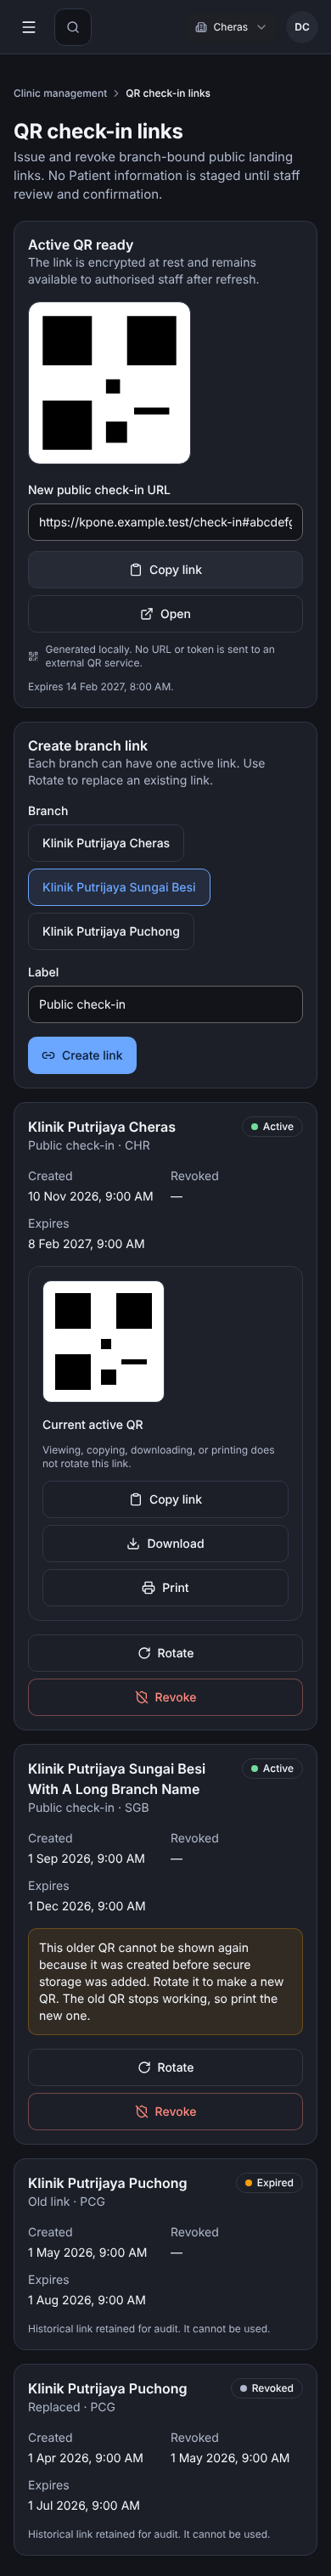 Cheras
DC
Clinic management > QR check-in links
QR check-in links
Issue and revoke branch-bound public landing
links. No Patient information is staged until staff
review and confirmation.
Active QR ready
The link is encrypted at rest and remains
available to authorised staff after refresh.
New public check-in URL
https://kpone.example.test/check-in#abcdefg
Copy link
Open
Generated locally. No URL or token is sent to an
external QR service.
Expires 14 Feb 2027, 8:00 AM.
Create branch link
Each branch can have one active link. Use
Rotate to replace an existing link.
Branch
Klinik Putrijaya Cheras
Klinik Putrijaya Sungai Besi
Klinik Putrijaya Puchong
Label
Public check-in
Create link
Klinik Putrijaya Cheras
Active
Public check-in · CHR
Created Revoked
10 Nov 2026, 9:00 AM —
Expires
8 Feb 2027, 9:00 AM
Current active QR
Viewing, copying, downloading, or printing does
not rotate this link.
Copy link
Download
Print
Rotate
Revoke
Klinik Putrijaya Sungai Besi
With A Long Branch Name
Active
Public check-in · SGB
Created Revoked
1 Sep 2026, 9:00 AM —
Expires
1 Dec 2026, 9:00 AM
This older QR cannot be shown again
because it was created before secure
storage was added. Rotate it to make a new
QR. The old QR stops working, so print the
new one.
Rotate
Revoke
Klinik Putrijaya Puchong
Expired
Old link · PCG
Created Revoked
1 May 2026, 9:00 AM —
Expires
1 Aug 2026, 9:00 AM
Historical link retained for audit. It cannot be used.
Klinik Putrijaya Puchong
Revoked
Replaced · PCG
Created Revoked
1 Apr 2026, 9:00 AM 1 May 2026, 9:00 AM
Expires
1 Jul 2026, 9:00 AM
Historical link retained for audit. It cannot be used.